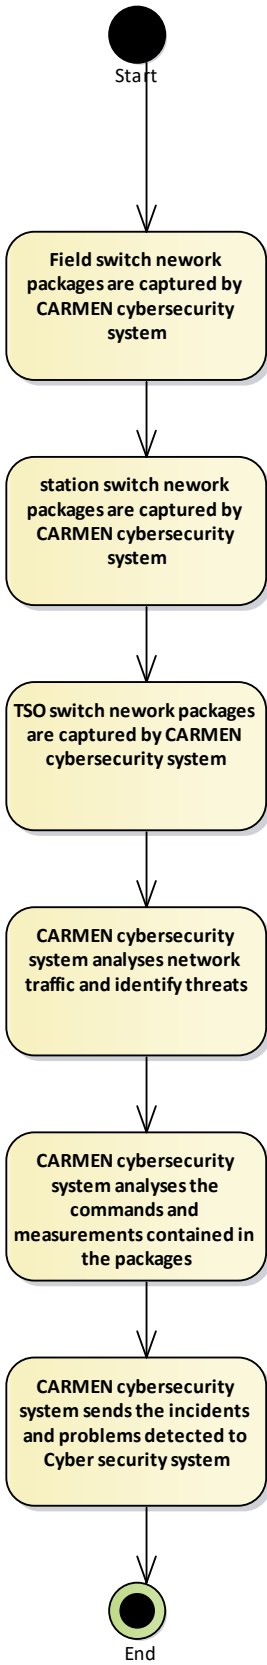 Start
Field switch nework
packages are captured by
CARMEN cybersecurity
system
station switch nework
packages are captured by
CARMEN cybersecurity
system
TSO switch nework packages
are captured by CARMEN
cybersecurity system
CARMEN cybersecurity
system analyses network
traffic and identify threats
CARMEN cybersecurity
system analyses the
commands and
measurements contained in
the packages
CARMEN cybersecurity
system sends the incidents
and problems detected to
Cyber security system
End